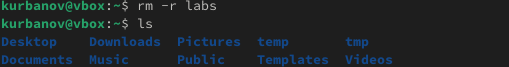 kurbanov@vbox:~$ rm -r labs
kurbanov@vbox:~$ ls
Desktop    Downloads  Pictures  temp       tmp
Documents  Music      Public    Templates  Videos